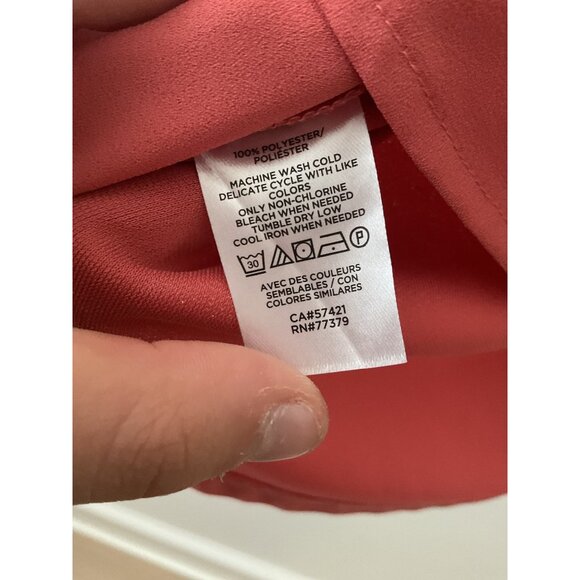 100% POLYESTER/
POLIÉSTER
MACHINE WASH COLD
DELICATE CYCLE WITH LIKE
COLORS
ONLY NON-CHLORINE
BLEACH WHEN NEEDED
TUMBLE DRY LOW
COOL IRON WHEN NEEDED
30 P
AVEC DES COULEURS
SEMBLABLES / CON
COLORES SIMILARES
CA#57421
RN#77379